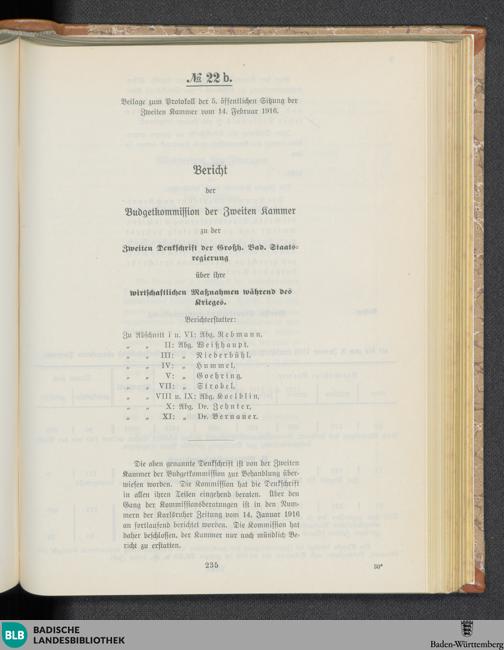 № 22 b.
Beilage zum Protokoll der 5. öffentlichen Sitzung der
Zweiten Kammer vom 14. Februar 1916.
Bericht
der
Budgetkommission der Zweiten Kammer
zu der
Zweiten Denkschrift der Großh. Bad. Staats-
regierung
über ihre
wirtschaftlichen Maßnahmen während des
Krieges.
Berichterstatter:
Zu Abschnitt I u. VI: Abg. Rebmann,
„ „ II: Abg. Weißhaupt,
„ „ III: „ Nieberbühl,
„ „ IV: „ Hummel,
„ „ V: „ Goehring,
„ „ VII: „ Strobel,
„ „ VIII u. IX: Abg. Koelblin,
„ „ X: Abg. Dr. Zehnter,
„ „ XI: „ Dr. Bernauer.
Die oben genannte Denkschrift ist von der Zweiten
Kammer der Budgetkommission zur Behandlung über-
wiesen worden. Die Kommission hat die Denkschrift
in allen ihren Teilen eingehend beraten. Über den
Gang der Kommissionsberatungen ist in den Num-
mern der Karlsruher Zeitung vom 14. Januar 1916
an fortlaufend berichtet worden. Die Kommission hat
daher beschlossen, der Kammer nur noch mündlich Be-
richt zu erstatten.
235
30*
BLB
BADISCHE
LANDESBIBLIOTHEK
Baden-Württemberg